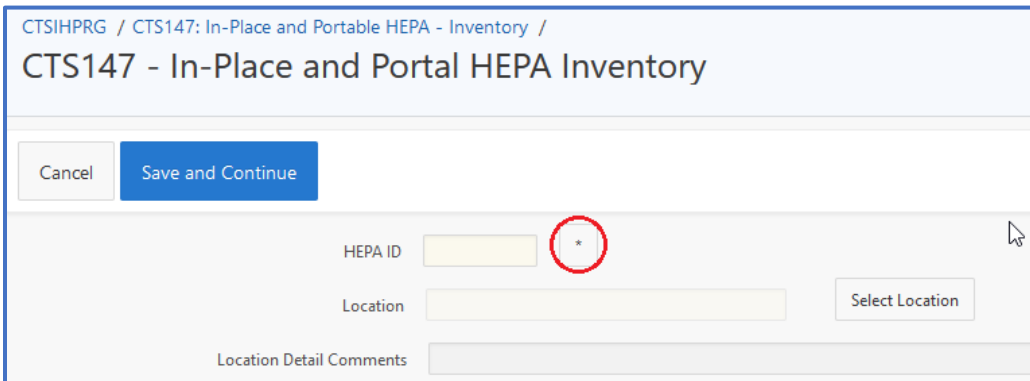 CTSIHPRG / CTS147: In-Place and Portable HEPA - Inventory /
CTS147 - In-Place and Portal HEPA Inventory
Cancel Save and Continue
HEPA ID *
Location Select Location
Location Detail Comments